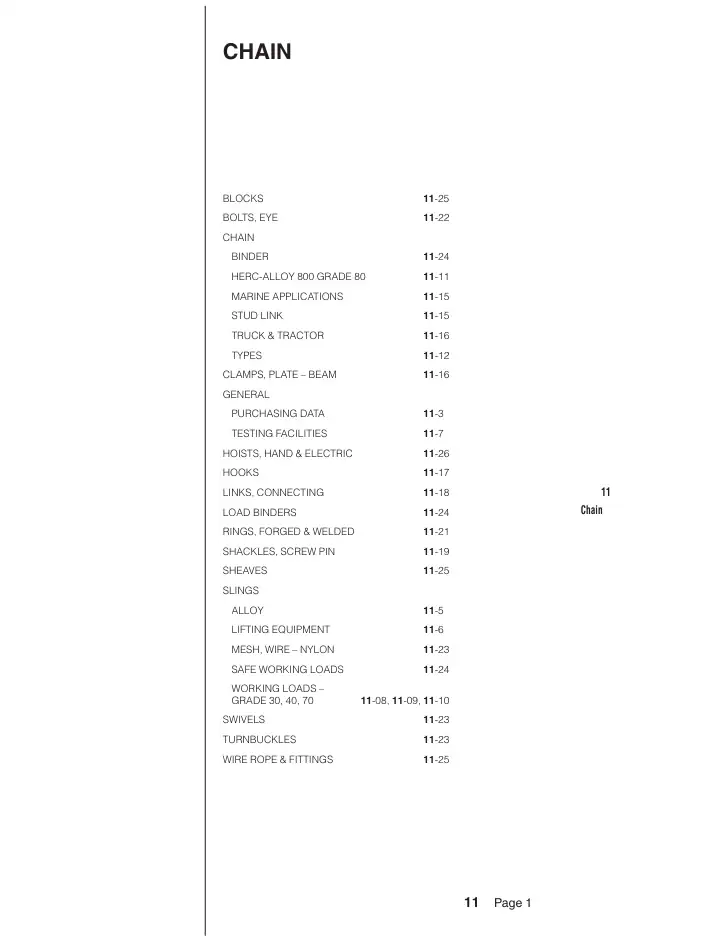 CHAIN
BLOCKS 11-25
BOLTS, EYE 11-22
CHAIN
BINDER 11-24
HERC-ALLOY 800 GRADE 80 11-11
MARINE APPLICATIONS 11-15
STUD LINK 11-15
TRUCK & TRACTOR 11-16
TYPES 11-12
CLAMPS, PLATE – BEAM 11-16
GENERAL
PURCHASING DATA 11-3
TESTING FACILITIES 11-7
HOISTS, HAND & ELECTRIC 11-26
HOOKS 11-17
LINKS, CONNECTING 11-18
LOAD BINDERS 11-24
RINGS, FORGED & WELDED 11-21
SHACKLES, SCREW PIN 11-19
SHEAVES 11-25
SLINGS
ALLOY 11-5
LIFTING EQUIPMENT 11-6
MESH, WIRE – NYLON 11-23
SAFE WORKING LOADS 11-24
WORKING LOADS –
GRADE 30, 40, 70 11-08, 11-09, 11-10
SWIVELS 11-23
TURNBUCKLES 11-23
WIRE ROPE & FITTINGS 11-25
11
Chain
11 Page 1